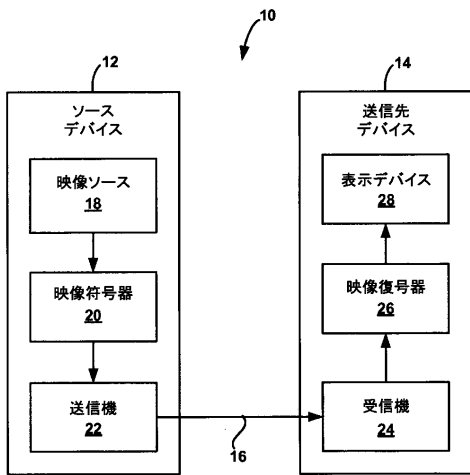 10
12
ソース
デバイス
映像ソース
18
映像符号器
20
送信機
22
16
14
送信先
デバイス
表示デバイス
28
映像復号器
26
受信機
24